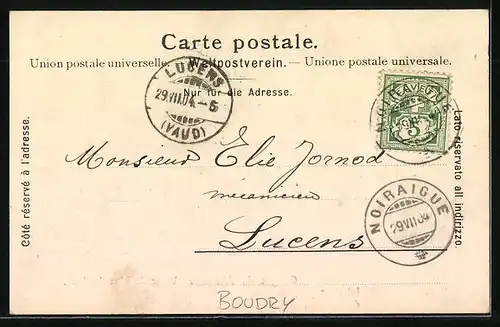 Carte postale.
Union postale universelle. — Weltpostverein. — Unione postale universale.
Nur für die Adresse.
Côté réservé à l'adresse.
Lato riservato all indirizzo.
LUCENS
29.VII.04.–6
(VAUD)
5
NOIRAIGUE
29 VII 04
Monsieur Elie Jornod
mécanicien
Lucens
BOUDRY